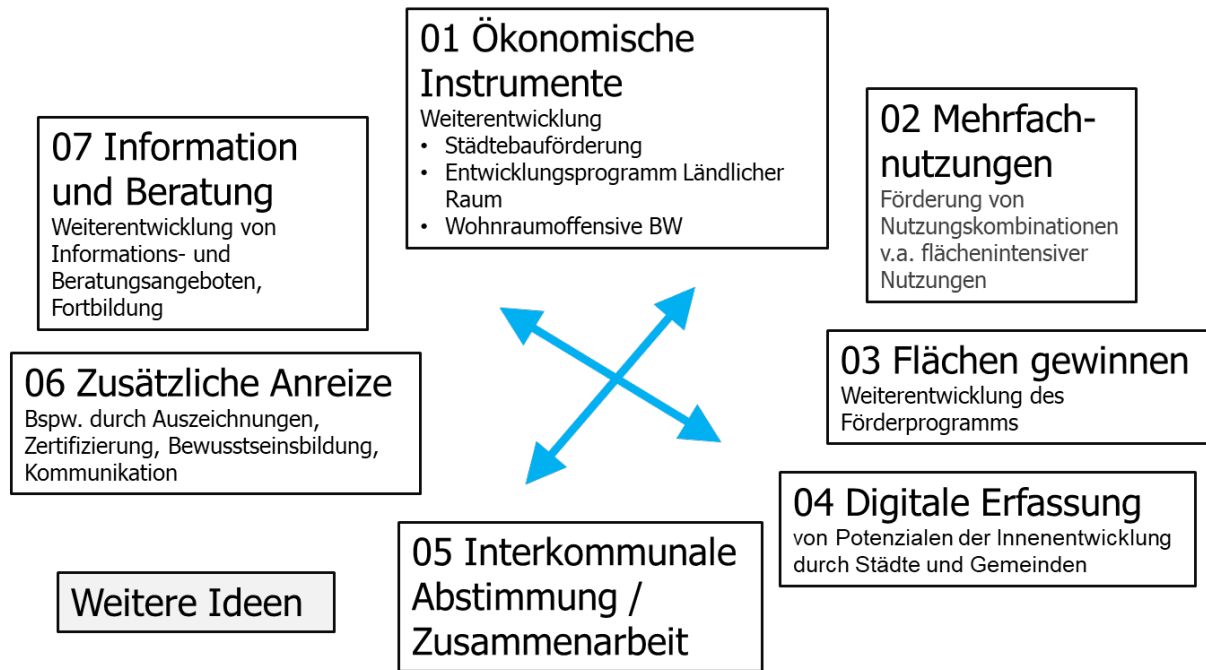 01 Ökonomische
Instrumente
Weiterentwicklung
• Städtebauförderung
• Entwicklungsprogramm Ländlicher
Raum
• Wohnraumoffensive BW
02 Mehrfach-
nutzungen
Förderung von
Nutzungskombinationen
v.a. flächenintensiver
Nutzungen
03 Flächen gewinnen
Weiterentwicklung des
Förderprogramms
04 Digitale Erfassung
von Potenzialen der Innenentwicklung
durch Städte und Gemeinden
05 Interkommunale
Abstimmung /
Zusammenarbeit
06 Zusätzliche Anreize
Bspw. durch Auszeichnungen,
Zertifizierung, Bewusstseinsbildung,
Kommunikation
07 Information
und Beratung
Weiterentwicklung von
Informations- und
Beratungsangeboten,
Fortbildung
Weitere Ideen